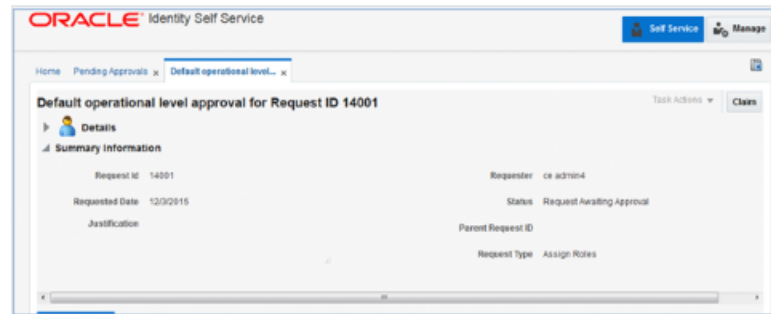 ORACLE® Identity Self Service
Self Service Manage
Home Pending Approvals x Default operational level... x
Default operational level approval for Request ID 14001
Task Actions Claim
Details
Summary Information
Request Id 14001
Requester ce admin4
Requested Date 12/3/2015
Status Request Awaiting Approval
Justification
Parent Request ID
Request Type Assign Roles